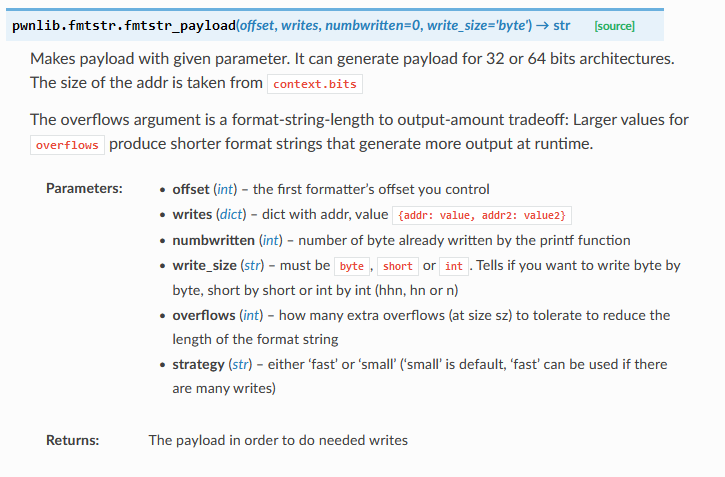 pwnlib.fmtstr.fmtstr_payload(offset, writes, numbwritten=0, write_size='byte') → str [source]
Makes payload with given parameter. It can generate payload for 32 or 64 bits architectures.
The size of the addr is taken from context.bits
The overflows argument is a format-string-length to output-amount tradeoff: Larger values for
overflows produce shorter format strings that generate more output at runtime.
Parameters:
• offset (int) – the first formatter's offset you control
• writes (dict) – dict with addr, value {addr: value, addr2: value2}
• numbwritten (int) – number of byte already written by the printf function
• write_size (str) – must be byte, short or int. Tells if you want to write byte by
byte, short by short or int by int (hhn, hn or n)
• overflows (int) – how many extra overflows (at size sz) to tolerate to reduce the
length of the format string
• strategy (str) – either 'fast' or 'small' ('small' is default, 'fast' can be used if there
are many writes)
Returns: The payload in order to do needed writes